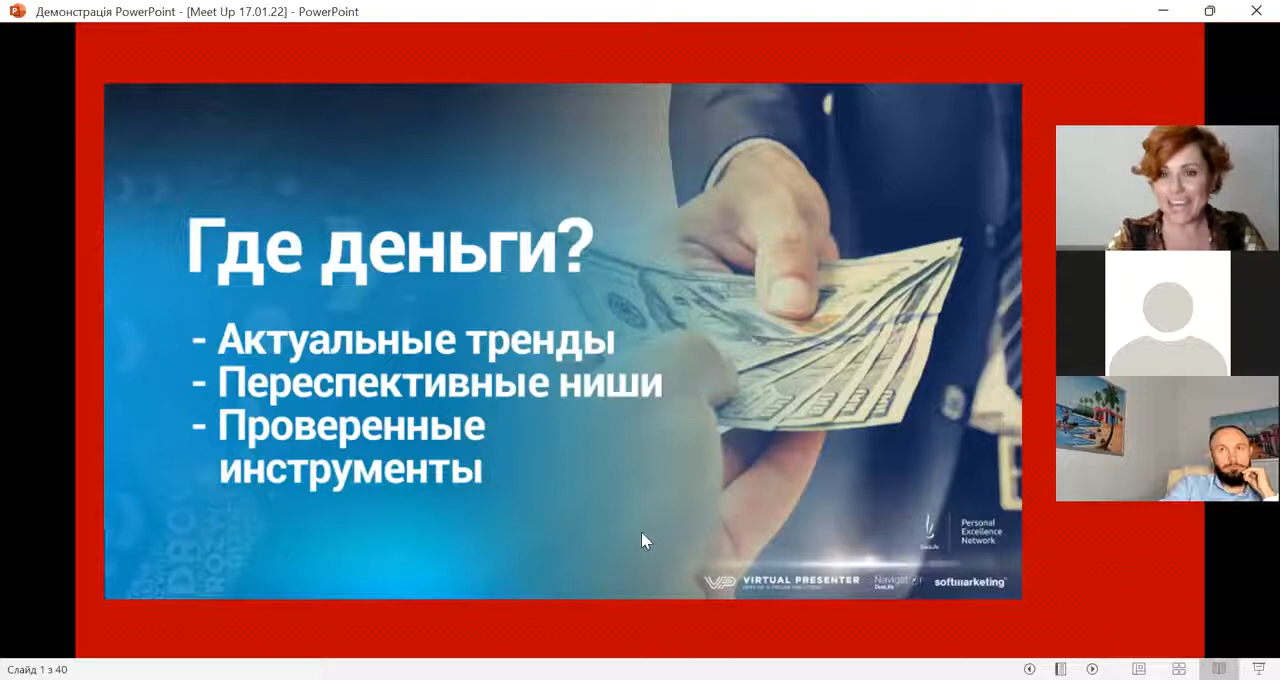 Демонстрація PowerPoint - [Meet Up 17.01.22] - PowerPoint
Где деньги?
- Актуальные тренды
- Переспективные ниши
- Проверенные
инструменты
Personal
Excellence
Network
VIRTUAL PRESENTER
softmarketing
Слайд 1 з 40